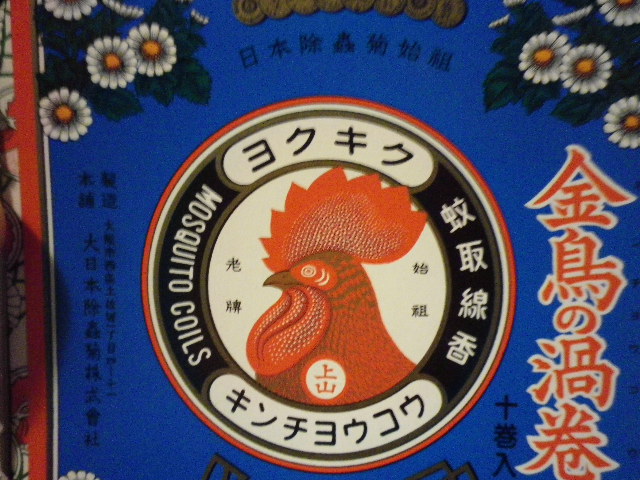 日本除蟲菊始祖
ヨクキク
MOSQUITO COILS
蚊取線香
老牌
始祖
上山
キンチヨウコウ
金鳥の渦巻
十巻入
製造本舗
大日本除蟲菊株式會社